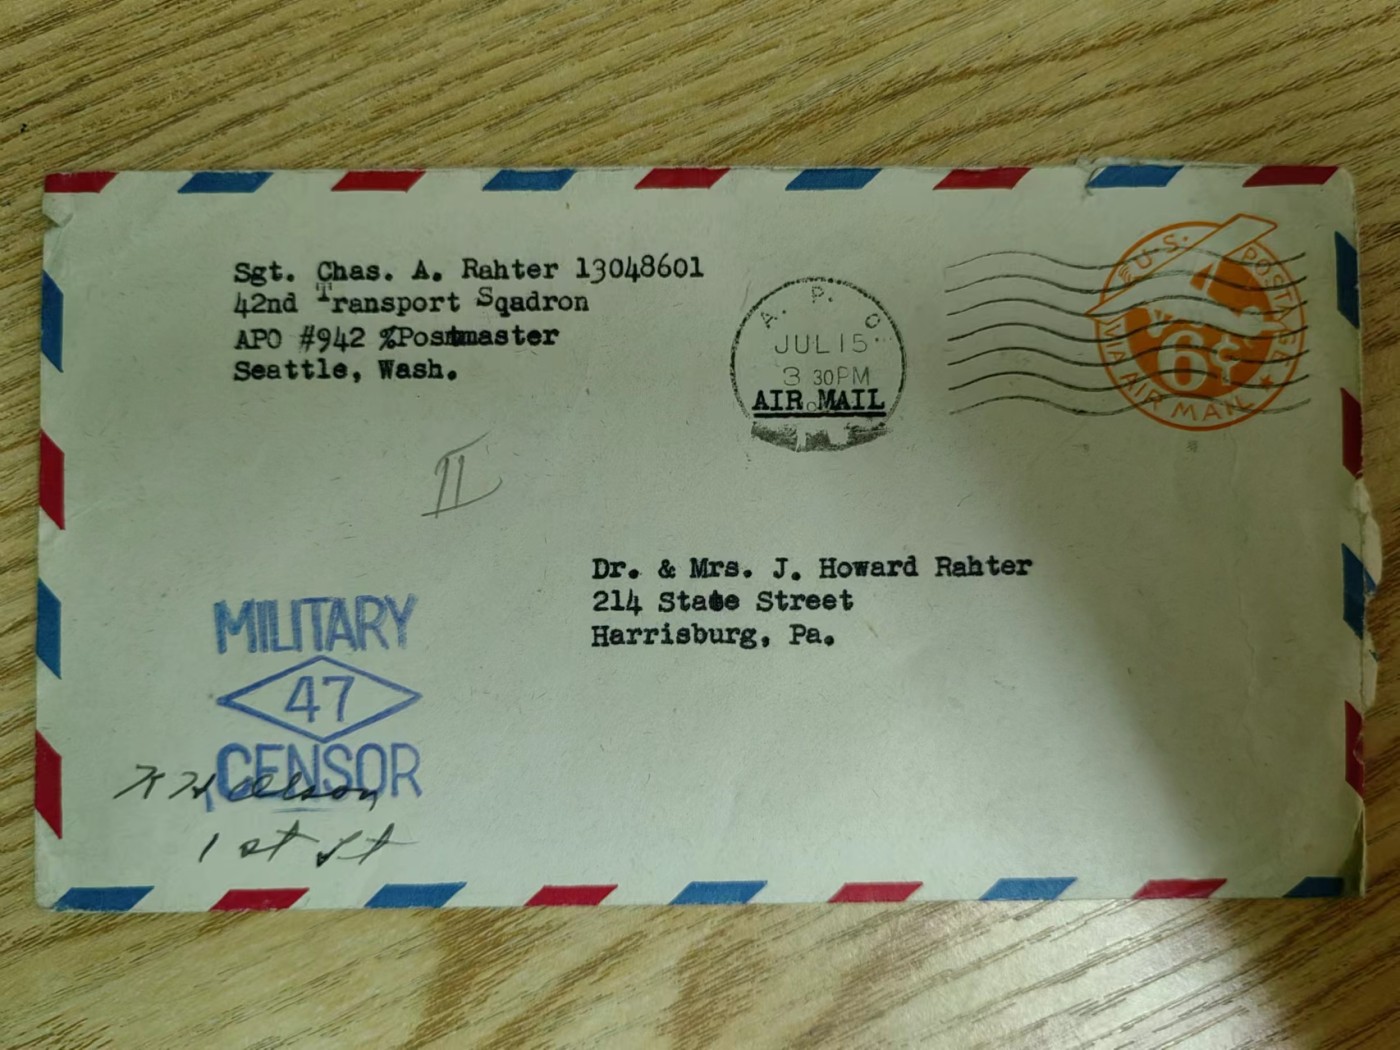 Sgt. Chas. A. Rahter 13048601
42nd Transport Sqadron
APO #942 %Postmaster
Seattle, Wash.
A. P. O
JUL 15
3 30PM
AIR MAIL
U.S. POSTAGE
6¢
VIA AIR MAIL
II
Dr. & Mrs. J. Howard Rahter
214 State Street
Harrisburg, Pa.
MILITARY
47
CENSOR
Olson
1st Lt